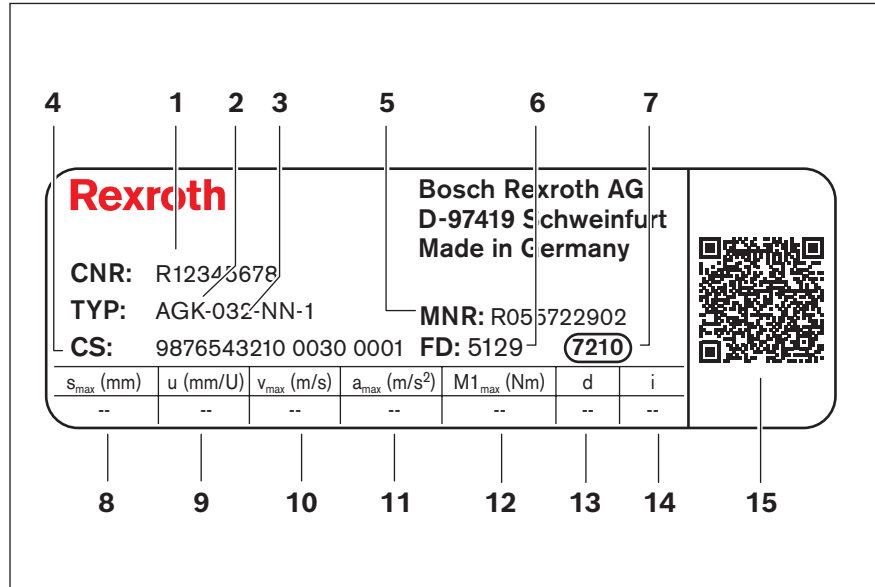 4 1 2 3 5 6 7
Rexroth
Bosch Rexroth AG
D-97419 Schweinfurt
Made in Germany
CNR: R12345678
TYP: AGK-032-NN-1
MNR: R055722902
CS: 9876543210 0030 0001 FD: 5129 7210
smax (mm) u (mm/U) vmax (m/s) amax (m/s²) M1max (Nm) d i
-- -- -- -- -- -- --
8 9 10 11 12 13 14 15